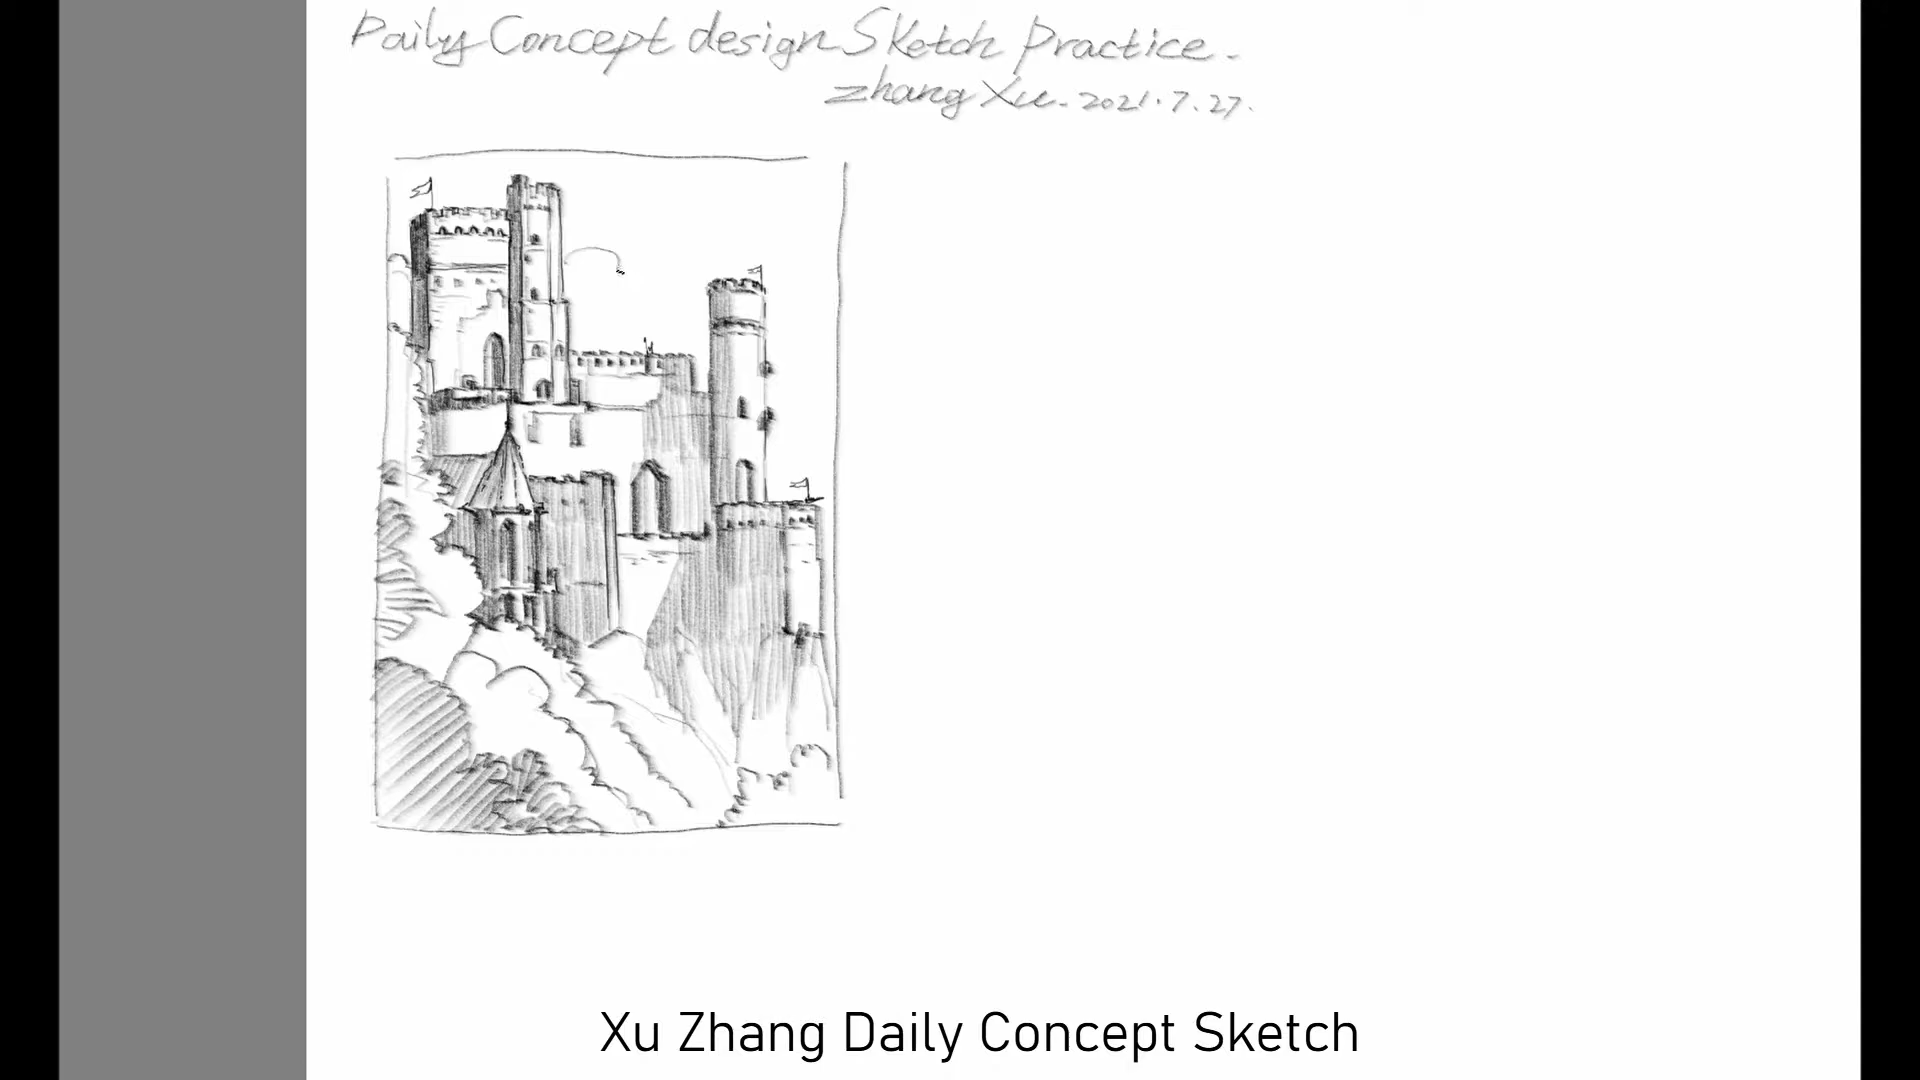 Daily Concept design Sketch Practice.
Zhang Xu. 2021.7.27.
Xu Zhang Daily Concept Sketch